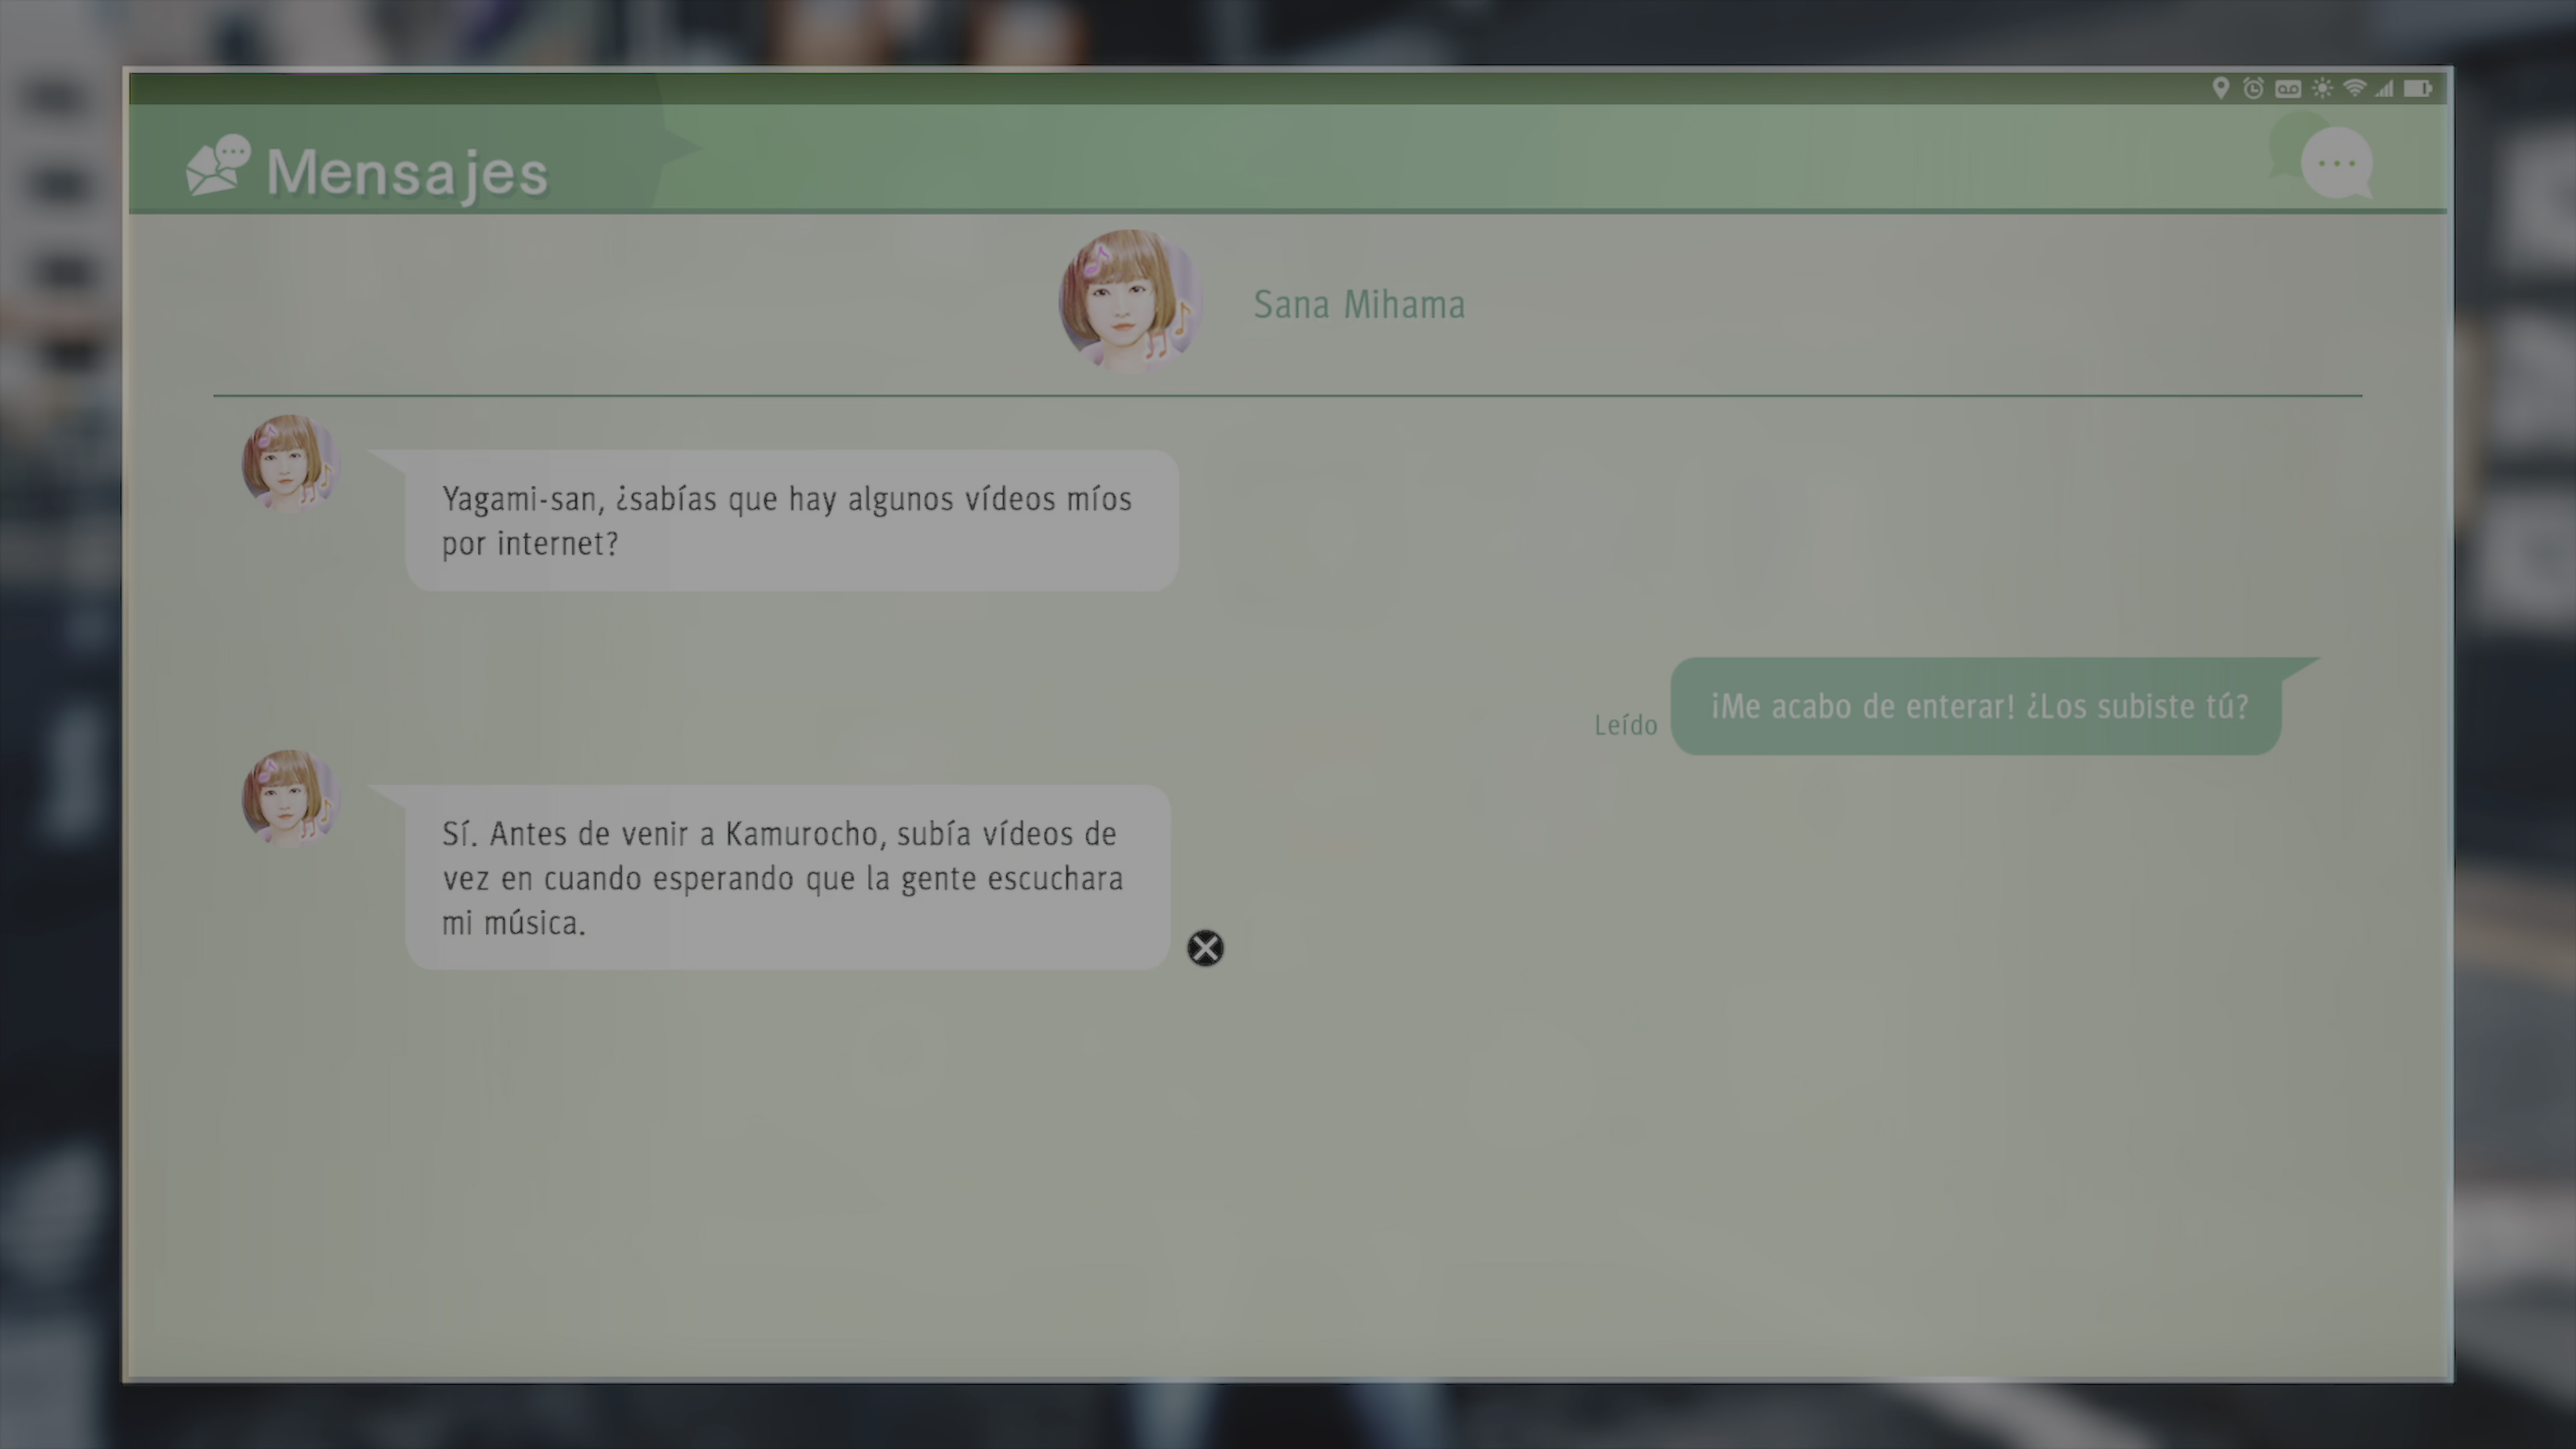 Mensajes
Sana Mihama
Yagami-san, ¿sabías que hay algunos vídeos míos
por internet?
¡Me acabo de enterar! ¿Los subiste tú?
Leído
Sí. Antes de venir a Kamurocho, subía vídeos de
vez en cuando esperando que la gente escuchara
mi música.